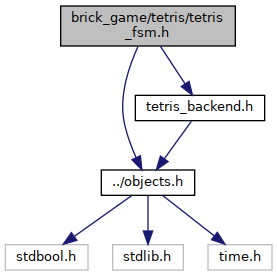 brick_game/tetris/tetris
_fsm.h
tetris_backend.h
../objects.h
stdbool.h
stdlib.h
time.h